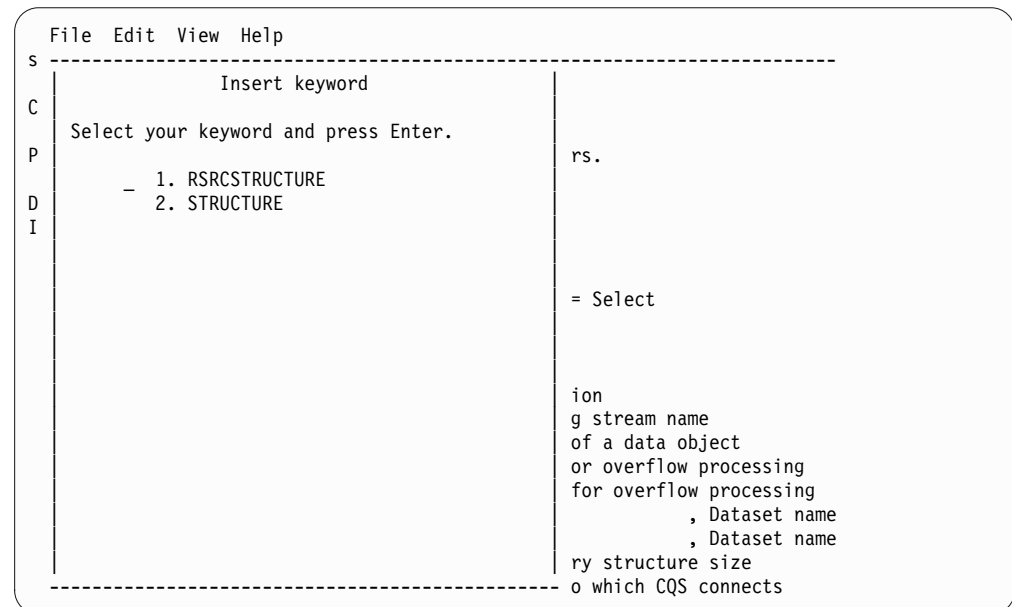 File Edit View Help
s -------------------------------------------------------------------------
Insert keyword
C
Select your keyword and press Enter.
P rs.
_ 1. RSRCSTRUCTURE
D 2. STRUCTURE
I
= Select
ion
g stream name
of a data object
or overflow processing
for overflow processing
, Dataset name
, Dataset name
ry structure size
----------------------------------------------- o which CQS connects